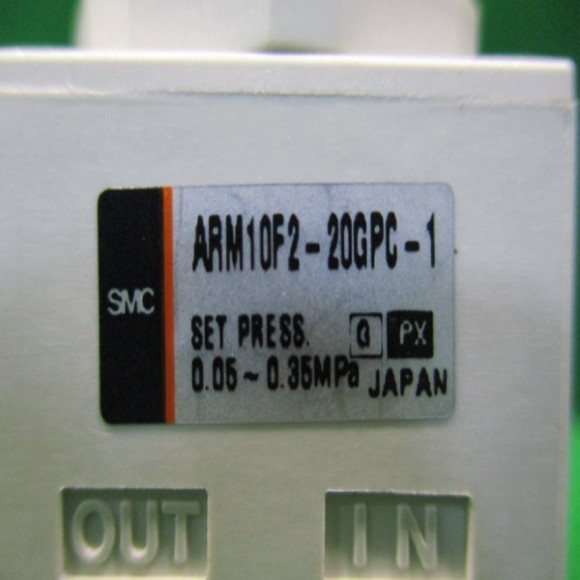 SMC
ARM10F2-20GPC-1
SET PRESS. Q PX
0.05~0.35MPa JAPAN
OUT IN